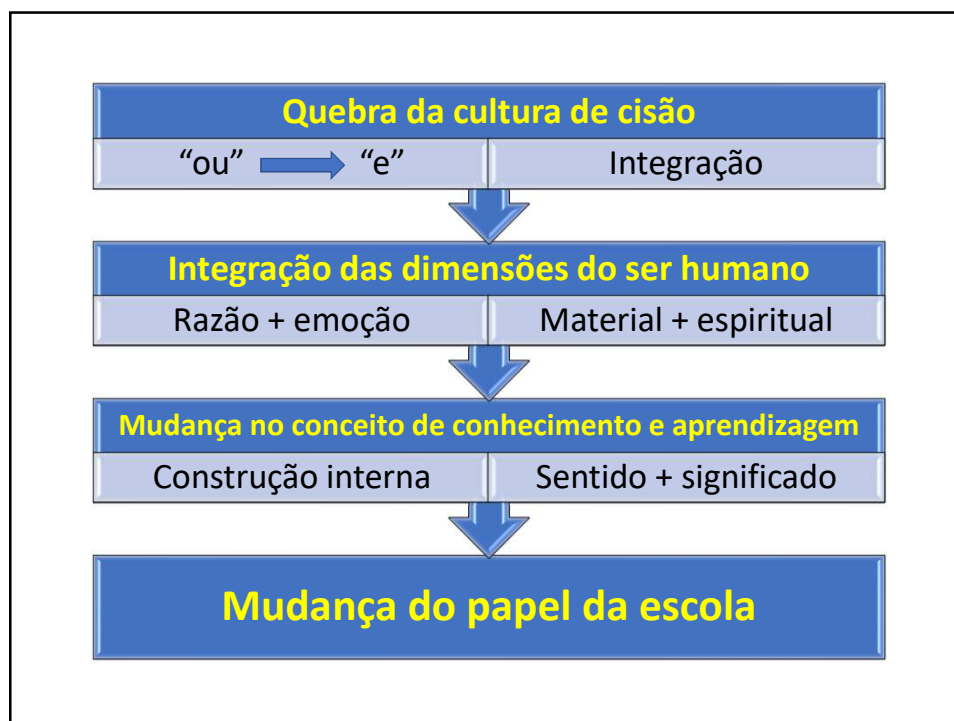 Quebra da cultura de cisão
“ou” “e” Integração
Integração das dimensões do ser humano
Razão + emoção Material + espiritual
Mudança no conceito de conhecimento e aprendizagem
Construção interna Sentido + significado
Mudança do papel da escola